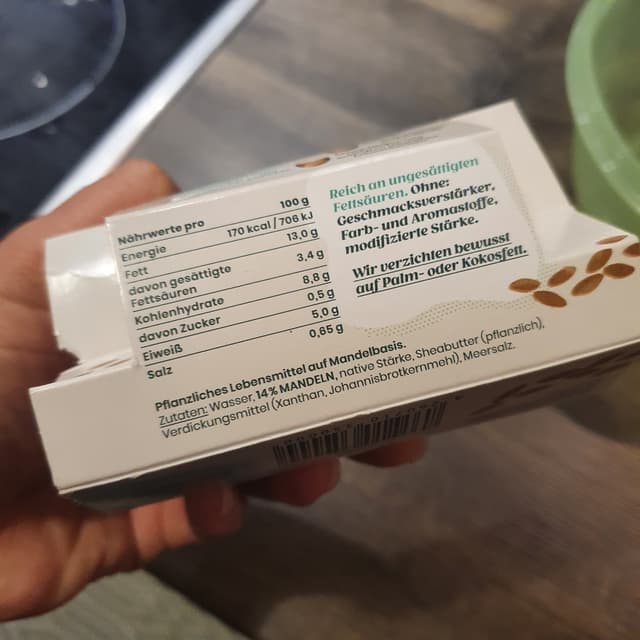 Nährwerte pro 100 g
Energie 170 kcal / 706 kJ
Fett 13,0 g
davon gesättigte
Fettsäuren 3,4 g
Kohlenhydrate 8,8 g
davon Zucker 0,5 g
Eiweiß 5,0 g
Salz 0,65 g
Reich an ungesättigten
Fettsäuren. Ohne:
Geschmacksverstärker,
Farb- und Aromastoffe,
modifizierte Stärke.
Wir verzichten bewusst
auf Palm- oder Kokosfett.
Pflanzliches Lebensmittel auf Mandelbasis.
Zutaten: Wasser, 14% MANDELN, native Stärke, Sheabutter (pflanzlich),
Verdickungsmittel (Xanthan, Johannisbrotkernmehl), Meersalz.